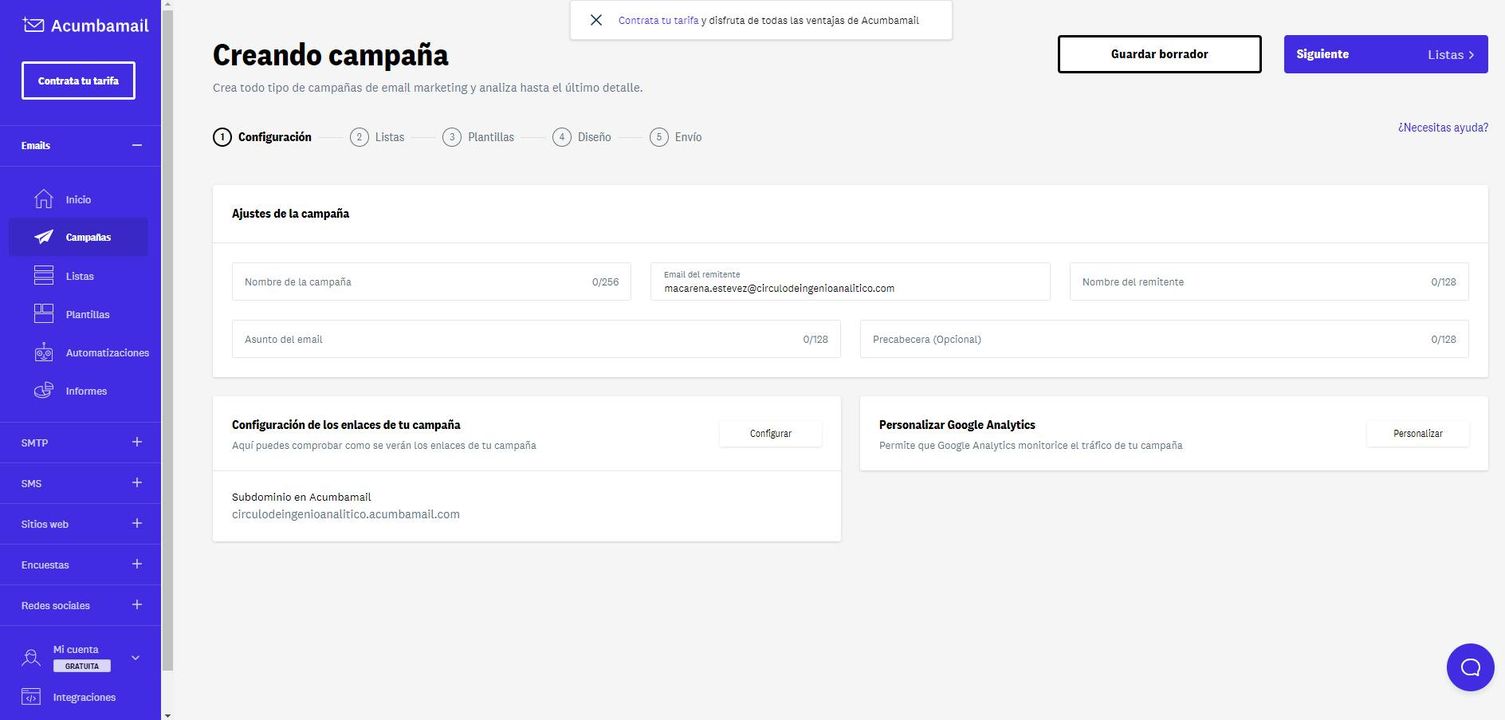 Acumbamail
Contrata tu tarifa
Emails
Inicio
Campañas
Listas
Plantillas
Automatizaciones
Informes
SMTP
SMS
Sitios web
Encuestas
Redes sociales
Mi cuenta
GRATUITA
Integraciones
Contrata tu tarifa y disfruta de todas las ventajas de Acumbamail
Creando campaña
Crea todo tipo de campañas de email marketing y analiza hasta el último detalle.
Guardar borrador
Siguiente Listas >
1 Configuración 2 Listas 3 Plantillas 4 Diseño 5 Envío
¿Necesitas ayuda?
Ajustes de la campaña
Nombre de la campaña 0/256
Email del remitente
macarena.estevez@circulodeingenioanalitico.com
Nombre del remitente 0/128
Asunto del email 0/128
Precabecera (Opcional) 0/128
Configuración de los enlaces de tu campaña
Aquí puedes comprobar como se verán los enlaces de tu campaña
Configurar
Subdominio en Acumbamail
circulodeingenioanalitico.acumbamail.com
Personalizar Google Analytics
Permite que Google Analytics monitorice el tráfico de tu campaña
Personalizar